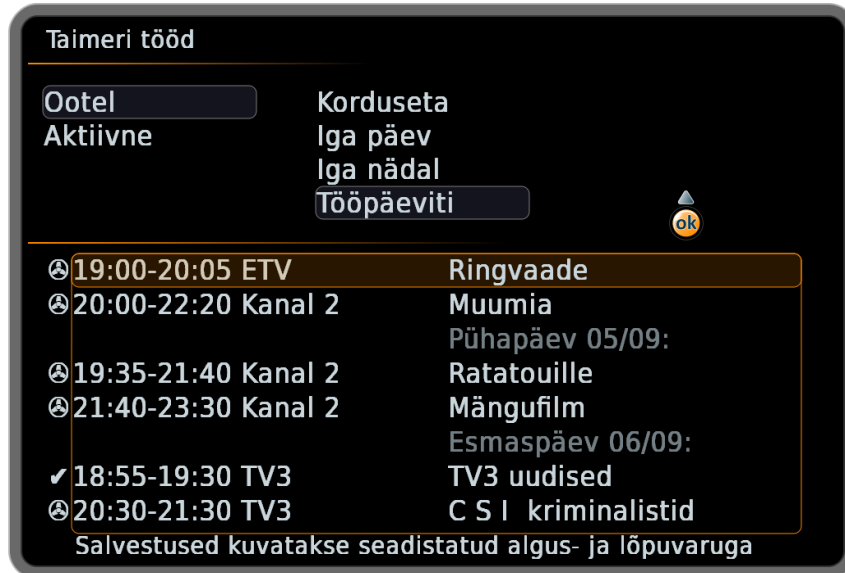 Taimeri tööd
Ootel Korduseta
Aktiivne Iga päev
Iga nädal
Tööpäeviti
ok
19:00-20:05 ETV Ringvaade
20:00-22:20 Kanal 2 Muumia
Pühapäev 05/09:
19:35-21:40 Kanal 2 Ratatouille
21:40-23:30 Kanal 2 Mängufilm
Esmaspäev 06/09:
✔18:55-19:30 TV3 TV3 uudised
20:30-21:30 TV3 C S I kriminalistid
Salvestused kuvatakse seadistatud algus- ja lõpuvaruga